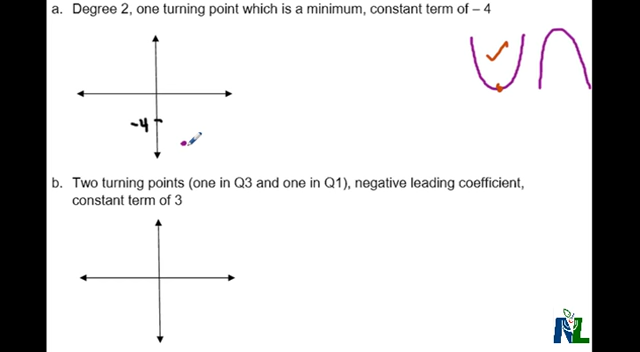 a. Degree 2, one turning point which is a minimum, constant term of – 4
-4
b. Two turning points (one in Q3 and one in Q1), negative leading coefficient,
constant term of 3
NL